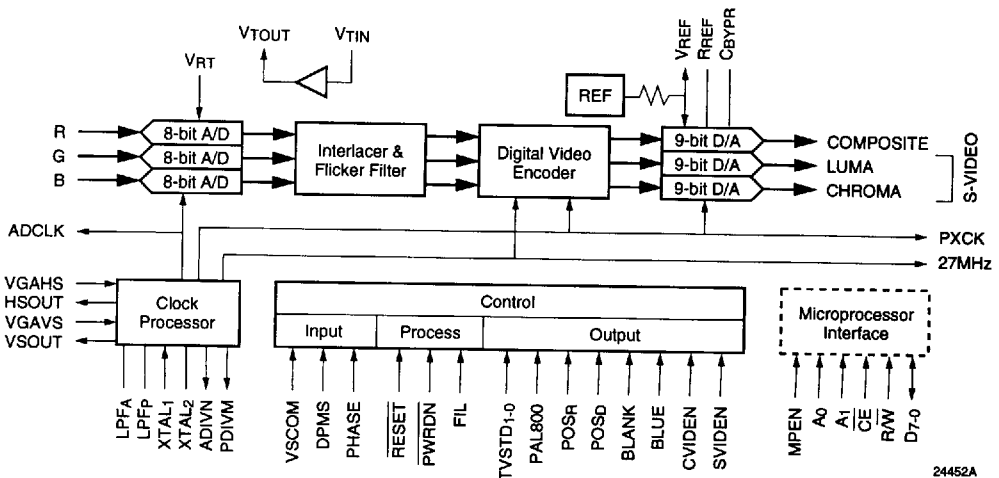 VTOUT VTIN
VRT
VREF
RREF
CBYPR
REF
R
G
B
8-bit A/D
8-bit A/D
8-bit A/D
Interlacer &
Flicker Filter
Digital Video
Encoder
9-bit D/A
9-bit D/A
9-bit D/A
COMPOSITE
LUMA
CHROMA
S-VIDEO
ADCLK
PXCK
27MHz
VGAHS
HSOUT
VGAVS
VSOUT
Clock
Processor
Control
Input
Process
Output
Microprocessor
Interface
LPFA
LPFP
XTAL1
XTAL2
ADIVN
PDIVM
VSCOM
DPMS
PHASE
RESET
PWRDN
FIL
TVSTD1-0
PAL800
POSR
POSD
BLANK
BLUE
CVIDEN
SVIDEN
MPEN
A0
A1
CE
R/W
D7-0
24452A